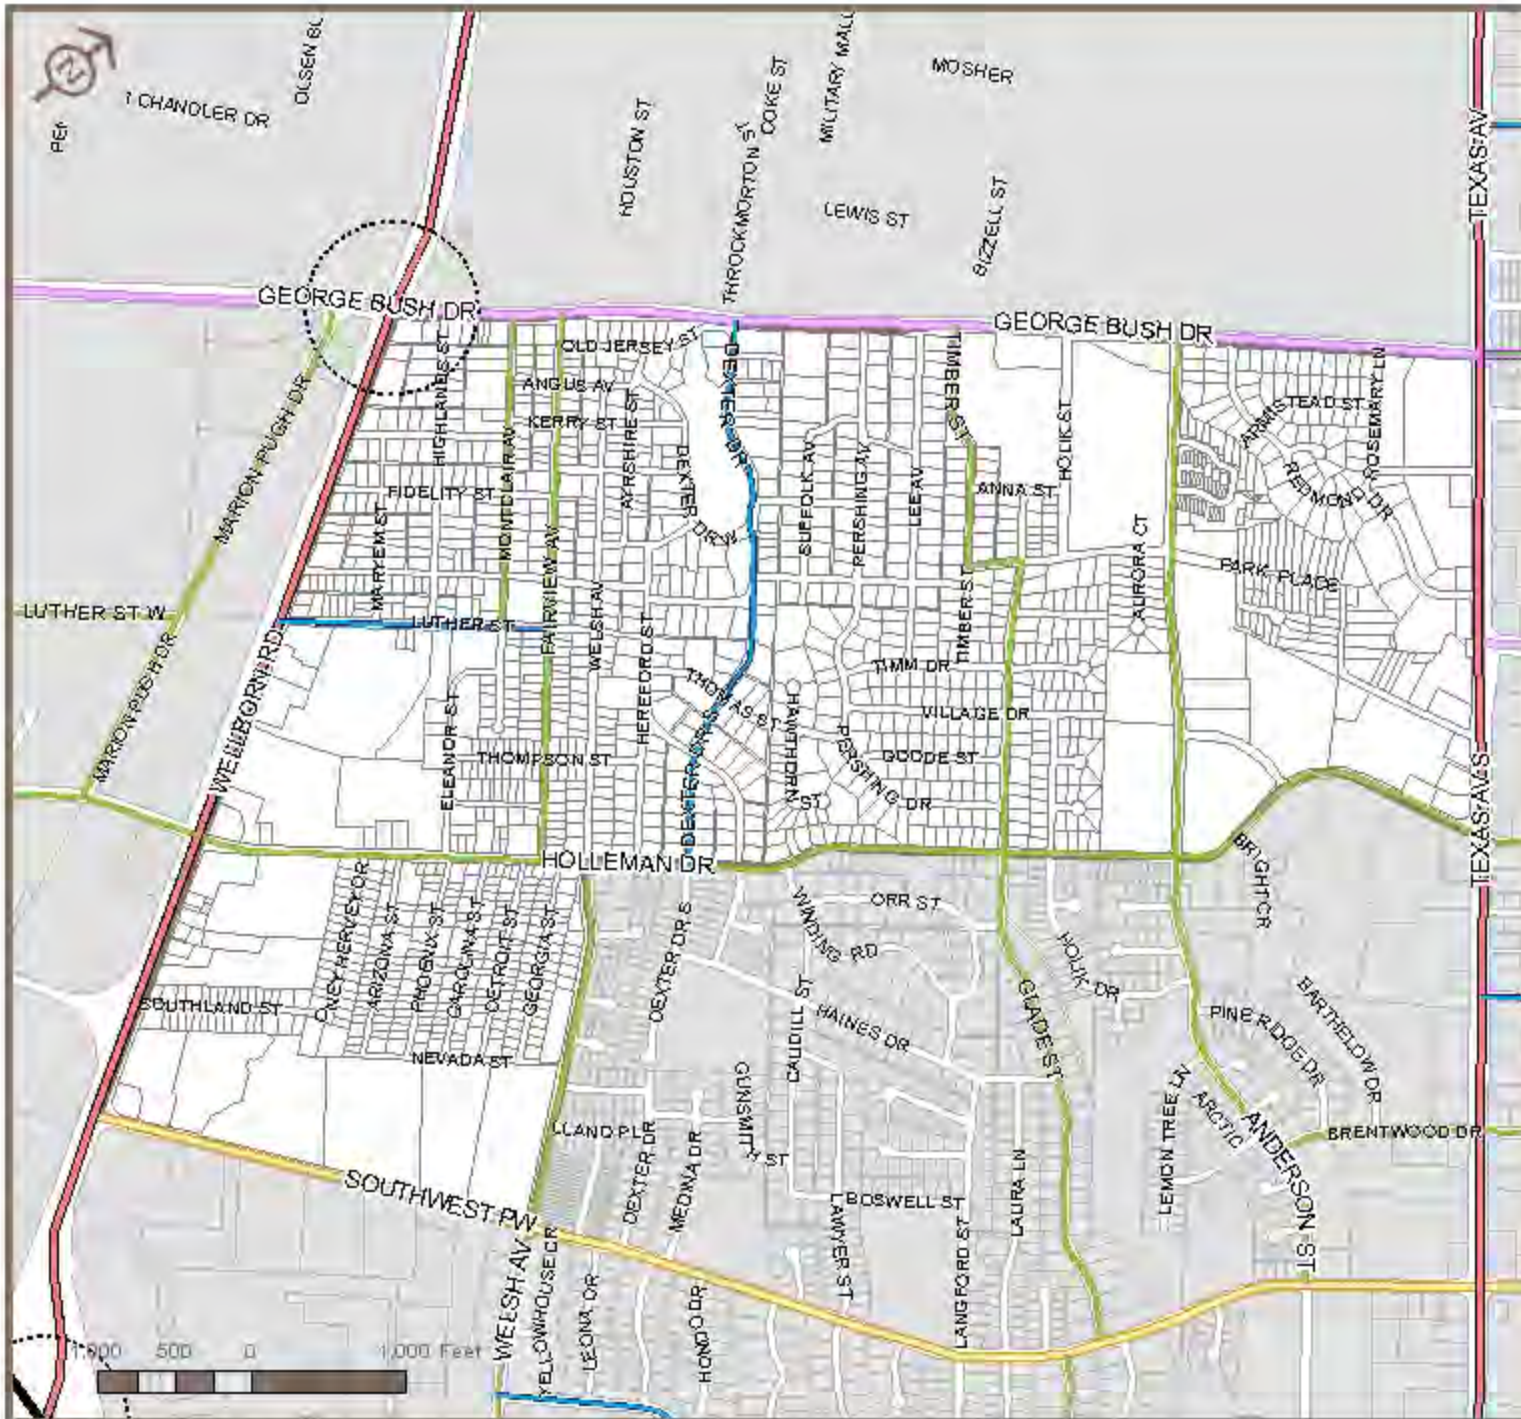 N
OLSEN BL
MILITARY MALL
MOSHER
COKE ST
CHANDLER DR
HOUSTON ST
THROCKMORTON ST
TEXAS AV
LEWIS ST
BIZZELL ST
GEORGE BUSH DR
GEORGE BUSH DR
HIGHLAND ST
OLD JERSEY ST
DEXTER DR
TIMBER ST
ROSEMARY LN
ANGUS AV
KERRY ST
ARMISTEAD ST
MARION PUGH DR
MONTCLAIR AV
AYRSHIRE ST
DEXTER DR W
SUFFOLK AV
PERSHING AV
LEE AV
HOLIK ST
ANNA ST
REDMOND DR
FIDELITY ST
MARYEM ST
FAIRVIEW AV
AURORA CT
PARK PLACE
LUTHER ST W
LUTHER ST
WELSH AV
HEREFORD ST
TIMBER ST
MARION PUGH DR
WELLBORN RD
THOMAS ST
TIMM DR
HAWTHORN ST
VILLAGE DR
ELEANOR ST
THOMPSON ST
DEXTER DR S
PERSHING DR
GOODE ST
TEXAS AV S
HOLLEMAN DR
BRIGHT CR
ONEY HERVEY DR
ARIZONA ST
PHOENIX ST
CAROLINA ST
DETROIT ST
GEORGIA ST
DEXTER DR S
WINDING RD
ORR ST
HOLIK DR
SOUTHLAND ST
NEVADA ST
CAUDILL ST
HAINES DR
GLADE ST
PINE RIDGE DR
BARTHELOW DR
GUNSMITH ST
LEMON TREE LN
ARCTIC
ANDERSON ST
BRENTWOOD DR
LLAND PL
DEXTER DR
MEDINA DR
SOUTHWEST PW
BOSWELL ST
LAWYER ST
LANGFORD ST
LAURA LN
WELSH AV
YELLOWHOUSE CR
LEONA DR
HONDO DR
1,000 500 0 1,000 Feet